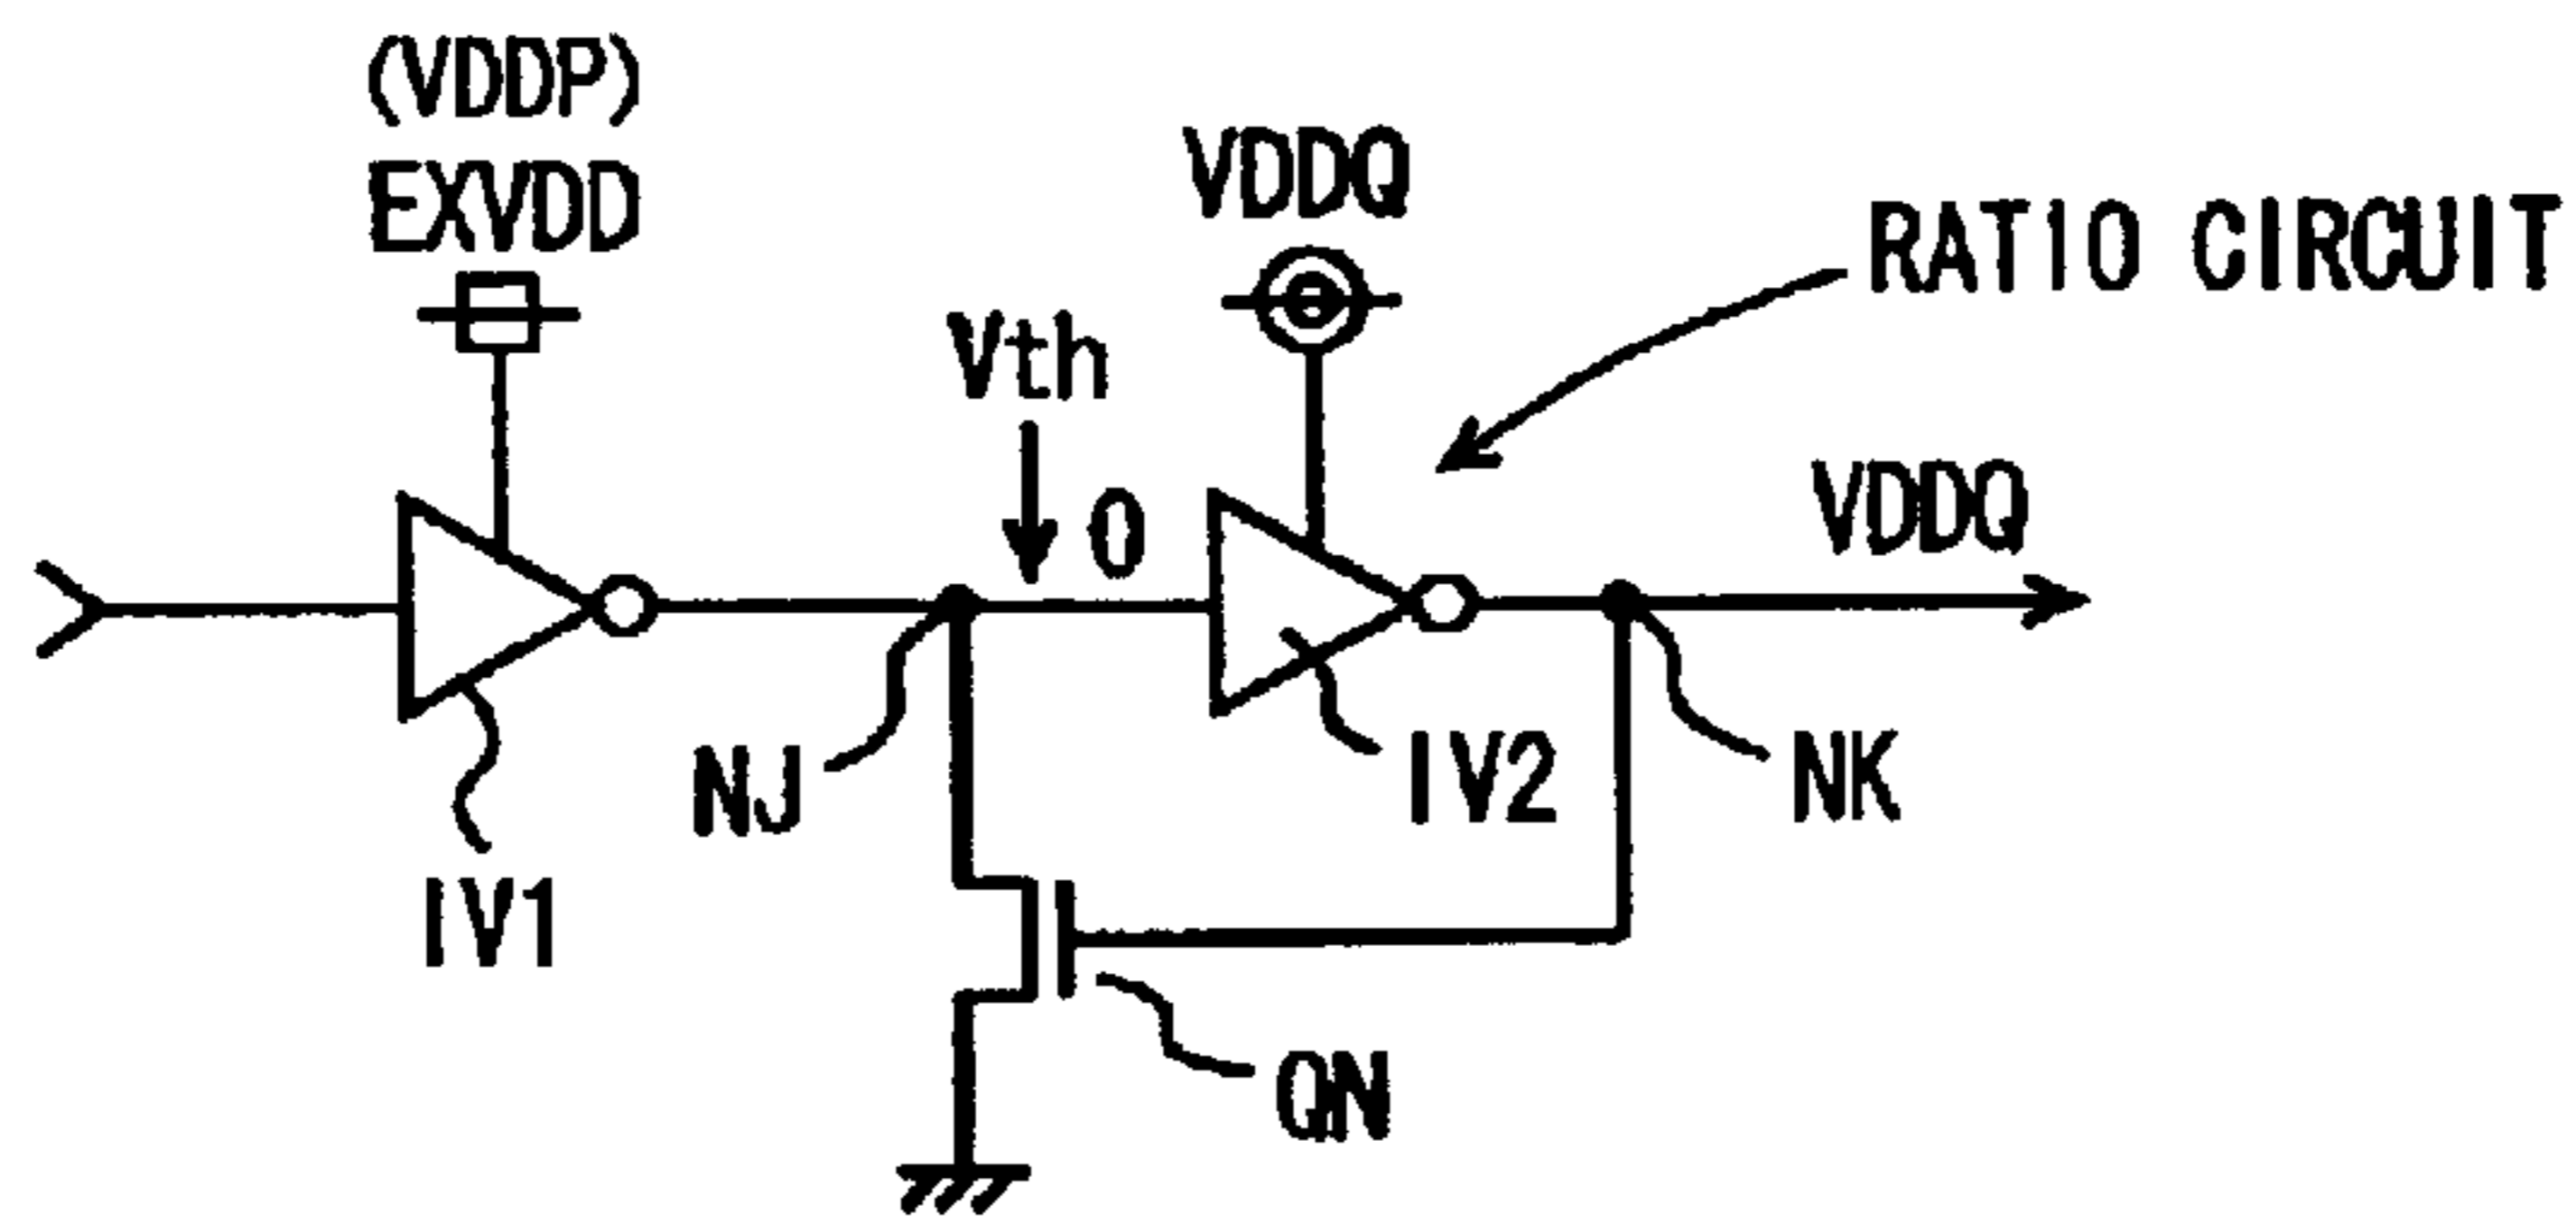 (VDDP)
EXVDD
VDDQ
RATIO CIRCUIT
Vth
0
VDDQ
NJ
IV2
NK
IV1
QN